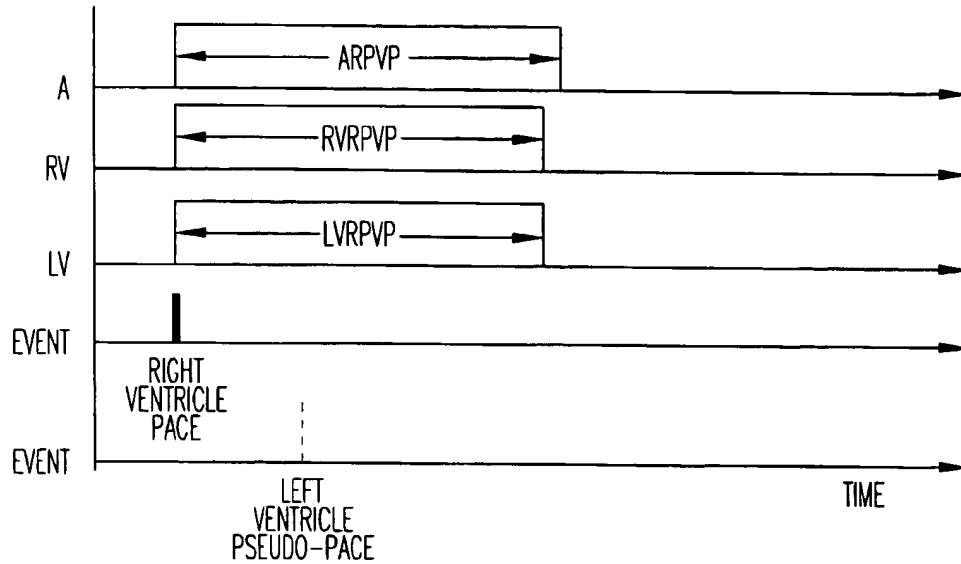 A
ARPVP
RV
RVRPVP
LV
LVRPVP
EVENT
RIGHT
VENTRICLE
PACE
EVENT
LEFT
VENTRICLE
PSEUDO-PACE
TIME